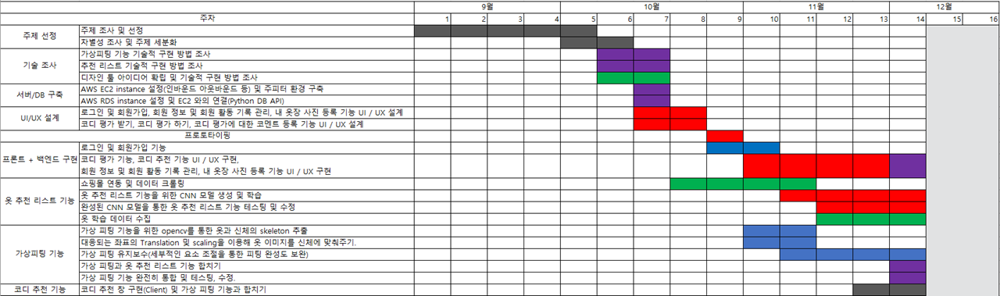 9월 10월 11월 12월
주차 1 2 3 4 5 6 7 8 9 10 11 12 13 14 15 16
주제 선정
주제 조사 및 선정
차별성 조사 및 주제 세분화
기술 조사
가상피팅 기능 기술적 구현 방법 조사
추천 리스트 기술적 구현 방법 조사
디자인 툴 아이디어 확립 및 기술적 구현 방법 조사
서버/DB 구축
AWS EC2 instance 설정(인바운드 아웃바운드 등) 및 주피터 환경 구축
AWS RDS instance 설정 및 EC2 와의 연결(Python DB API)
UI/UX 설계
로그인 및 회원가입, 회원 정보 및 회원 활동 기록 관리, 내 옷장 사진 등록 기능 UI / UX 설계
코디 평가 받기, 코디 평가 하기, 코디 평가에 대한 코멘트 등록 기능 UI / UX 설계
프로토타이핑
프론트 + 백엔드 구현
로그인 및 회원가입 기능
코디 평가 기능, 코디 추천 기능 UI / UX 구현,
회원 정보 및 회원 활동 기록 관리, 내 옷장 사진 등록 기능 UI / UX 구현
옷 추천 리스트 기능
쇼핑몰 연동 및 데이터 크롤링
옷 추천 리스트 기능을 위한 CNN 모델 생성 및 학습
완성된 CNN 모델을 통한 옷 추천 리스트 기능 테스팅 및 수정
옷 학습 데이터 수집
가상피팅 기능
가상 피팅 기능을 위한 opencv를 통한 옷과 신체의 skeleton 추출
대응되는 좌표의 Translation 및 scaling을 이용해 옷 이미지를 신체에 맞춰주기.
가상 피팅 유지보수(세부적인 요소 조절을 통한 피팅 완성도 보완)
가상 피팅과 옷 추천 리스트 기능 합치기
가상 피팅 기능 완전히 통합 및 테스팅, 수정.
코디 추천 기능
코디 추천 창 구현(Client) 및 가상 피팅 기능과 합치기